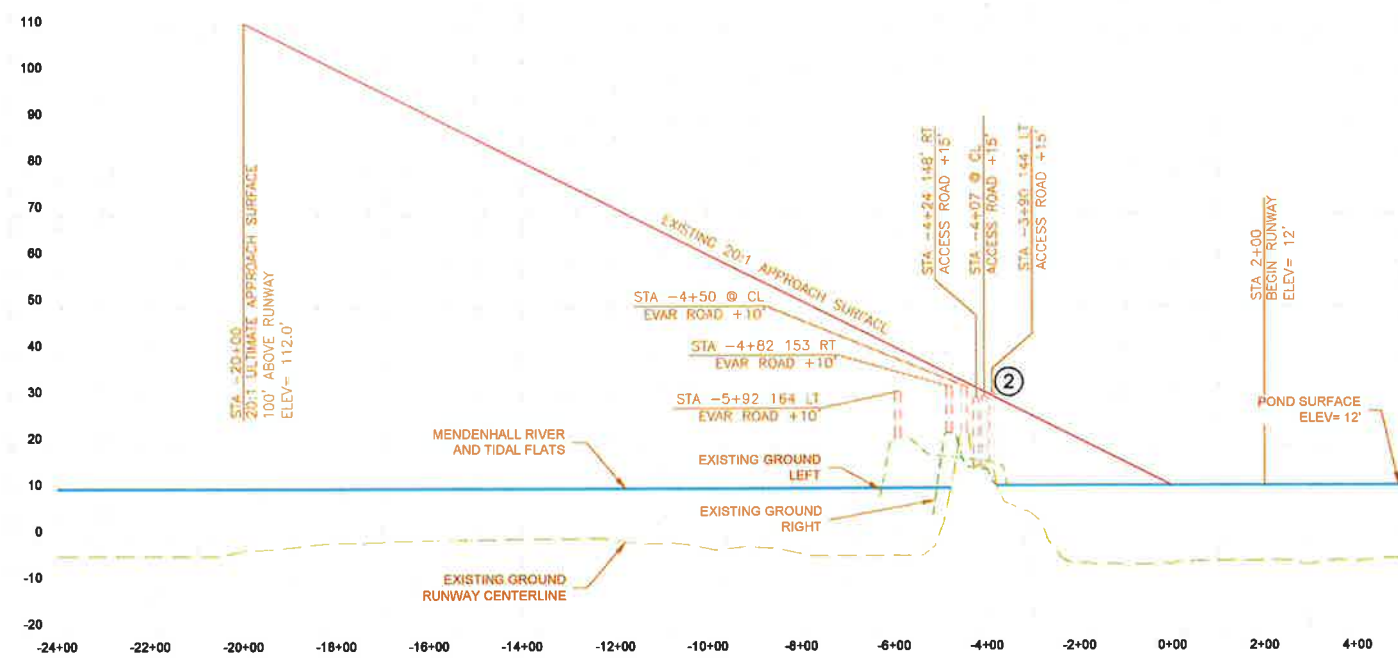 110
100
90
80
70
60
50
40
30
20
10
0
-10
-20
STA -20+00
20:1 ULTIMATE APPROACH SURFACE
100' ABOVE RUNWAY
ELEV= 112.0'
EXISTING 20:1 APPROACH SURFACE
STA -4+24 148' RT
ACCESS ROAD +15'
STA -4+07 @ CL
ACCESS ROAD +15'
STA -3+90 144' LT
ACCESS ROAD +15'
STA 2+00
BEGIN RUNWAY
ELEV= 12'
STA -4+50 @ CL
EVAR ROAD +10'
STA -4+82 153 RT
EVAR ROAD +10'
STA -5+92 164 LT
EVAR ROAD +10'
2
POND SURFACE
ELEV= 12'
MENDENHALL RIVER
AND TIDAL FLATS
EXISTING GROUND
LEFT
EXISTING GROUND
RIGHT
EXISTING GROUND
RUNWAY CENTERLINE
-24+00 -22+00 -20+00 -18+00 -16+00 -14+00 -12+00 -10+00 -8+00 -6+00 -4+00 -2+00 0+00 2+00 4+00